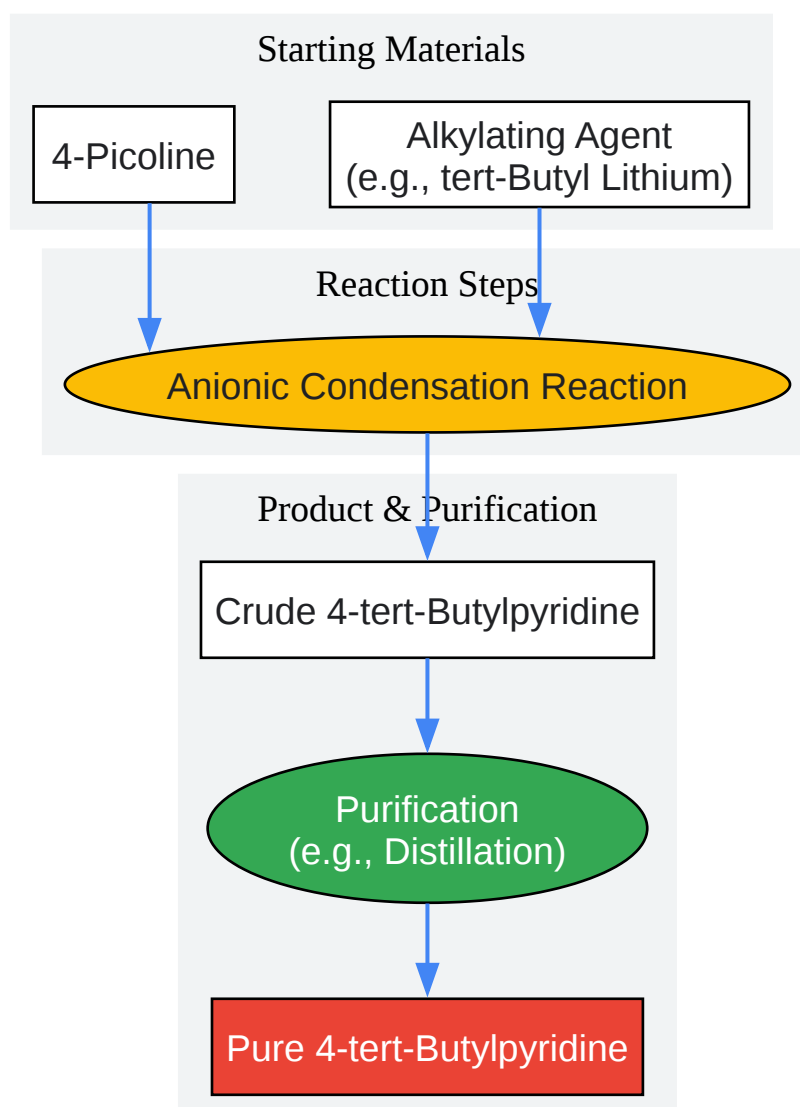 Starting Materials
4-Picoline
Alkylating Agent
(e.g., tert-Butyl Lithium)
Reaction Steps
Anionic Condensation Reaction
Product & Purification
Crude 4-tert-Butylpyridine
Purification
(e.g., Distillation)
Pure 4-tert-Butylpyridine